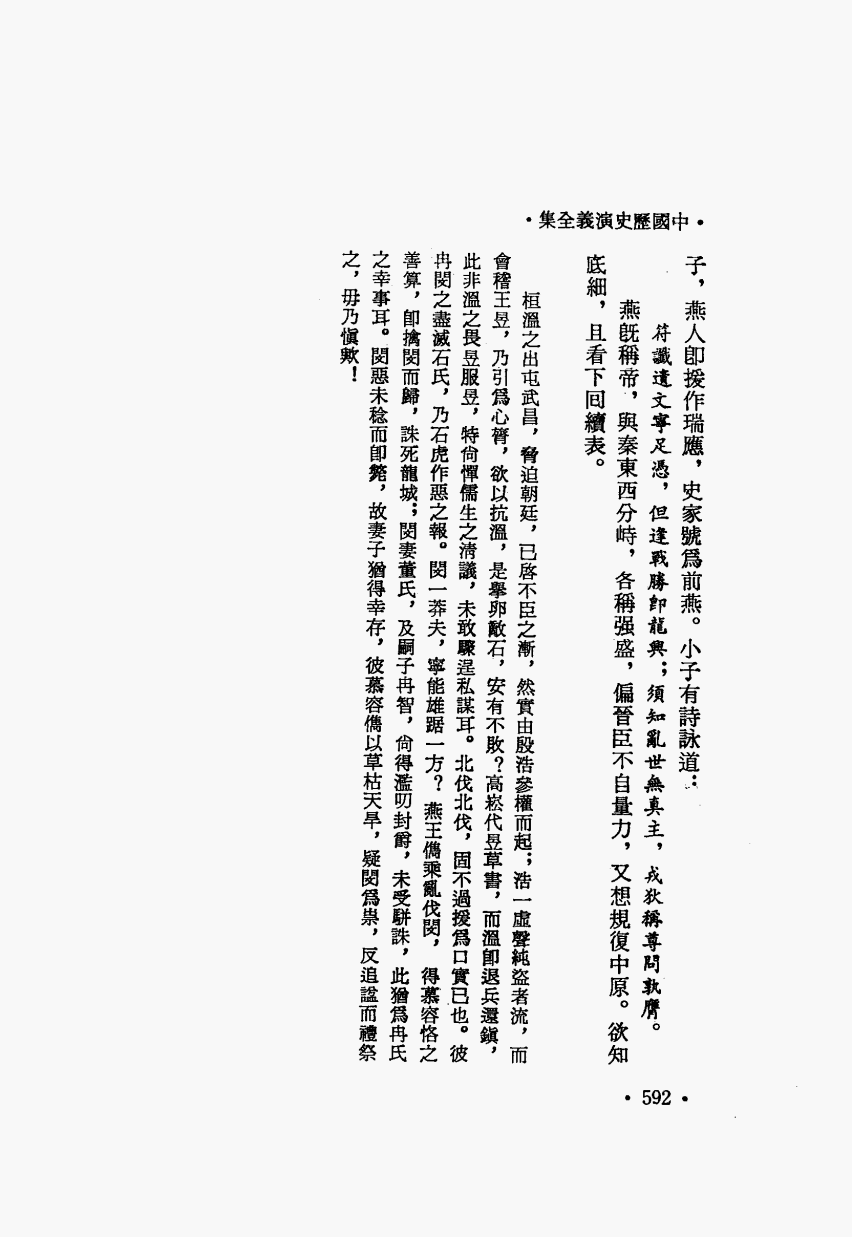 •中國歷史演義全集•
子，燕人卽援作瑞應，史家號爲前燕。小子有詩詠道：
符讖遺文寧足憑，但逢戰勝卽龍興；須知亂世無真主，戎狄稱尊問孰膺。
燕旣稱帝，與秦東西分峙，各稱强盛，偏晉臣不自量力，又想規復中原。欲知
底細，且看下回續表。
桓溫之出屯武昌，脅迫朝廷，已啓不臣之漸，然實由殷浩參權而起；浩一虛聲純盜者流，而
會稽王昱，乃引爲心膂，欲以抗溫，是擧卵敵石，安有不敗？高崧代昱草書，而溫卽退兵還鎭，
此非溫之畏昱服昱，特尙憚儒生之淸議，未敢驟逞私謀耳。北伐北伐，固不過援爲口實已也。彼
冉閔之盡滅石氏，乃石虎作惡之報。閔一莽夫，寧能雄踞一方？燕王儁乘亂伐閔，得慕容恪之
善算，卽擒閔而歸，誅死龍城；閔妻董氏，及嗣子冉智，尙得濫叨封爵，未受駢誅，此猶爲冉氏
之幸事耳。閔惡未稔而卽斃，故妻子猶得幸存，彼慕容儁以草枯天旱，疑閔爲祟，反追諡而禮祭
之，毋乃愼歟！
•592•